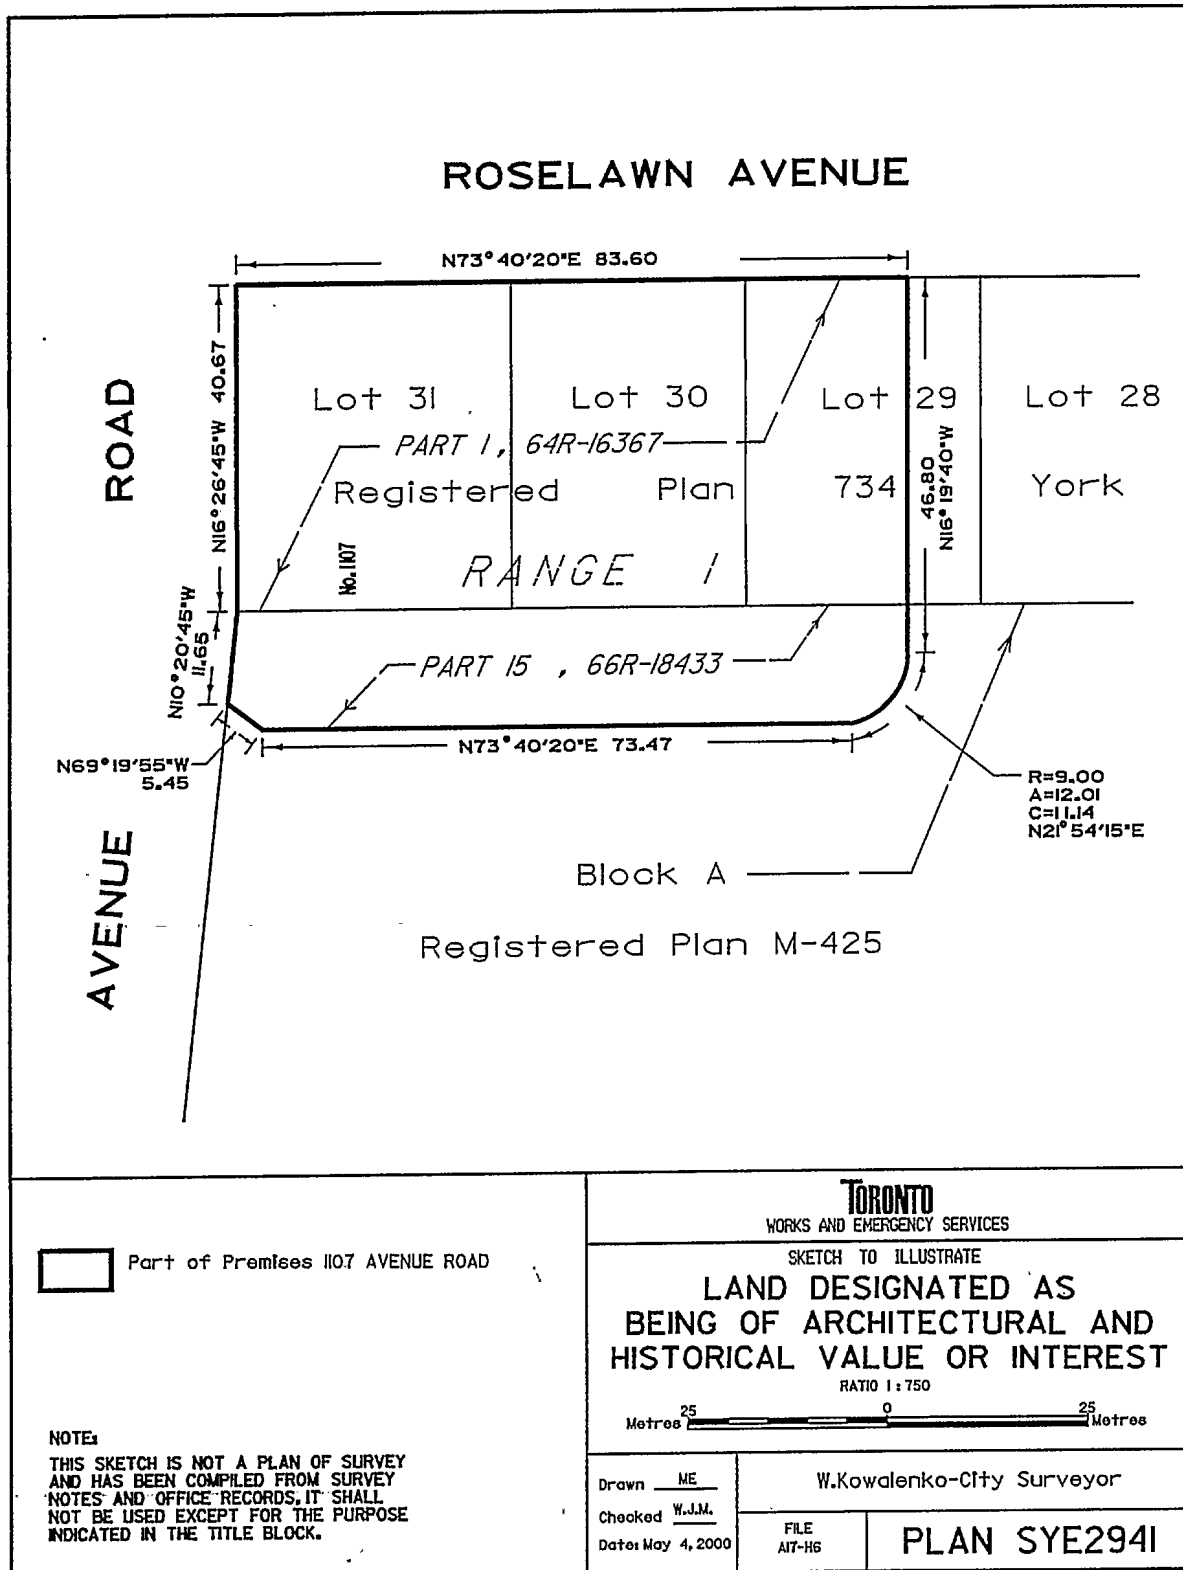 ROSELAWN AVENUE
N73°40'20"E 83.60
N16°26'45"W 40.67
ROAD
Lot 31
Lot 30
Lot 29
Lot 28
PART 1, 64R-16367
Registered Plan 734 York
46.80
N16°19'40"W
No.1107
RANGE 1
N10°20'45"W
11.65
PART 15 , 66R-18433
N73°40'20"E 73.47
N69°19'55"W
5.45
R=9.00
A=12.01
C=11.14
N21°54'15"E
AVENUE
Block A
Registered Plan M-425
Part of Premises 1107 AVENUE ROAD
NOTE:
THIS SKETCH IS NOT A PLAN OF SURVEY
AND HAS BEEN COMPILED FROM SURVEY
NOTES AND OFFICE RECORDS, IT SHALL
NOT BE USED EXCEPT FOR THE PURPOSE
INDICATED IN THE TITLE BLOCK.
TORONTO
WORKS AND EMERGENCY SERVICES
SKETCH TO ILLUSTRATE
LAND DESIGNATED AS
BEING OF ARCHITECTURAL AND
HISTORICAL VALUE OR INTEREST
RATIO 1:750
Metres 25 0 25 Metres
Drawn ME
Checked W.J.M.
Date: May 4, 2000
W.Kowalenko-City Surveyor
FILE
A17-H6
PLAN SYE2941